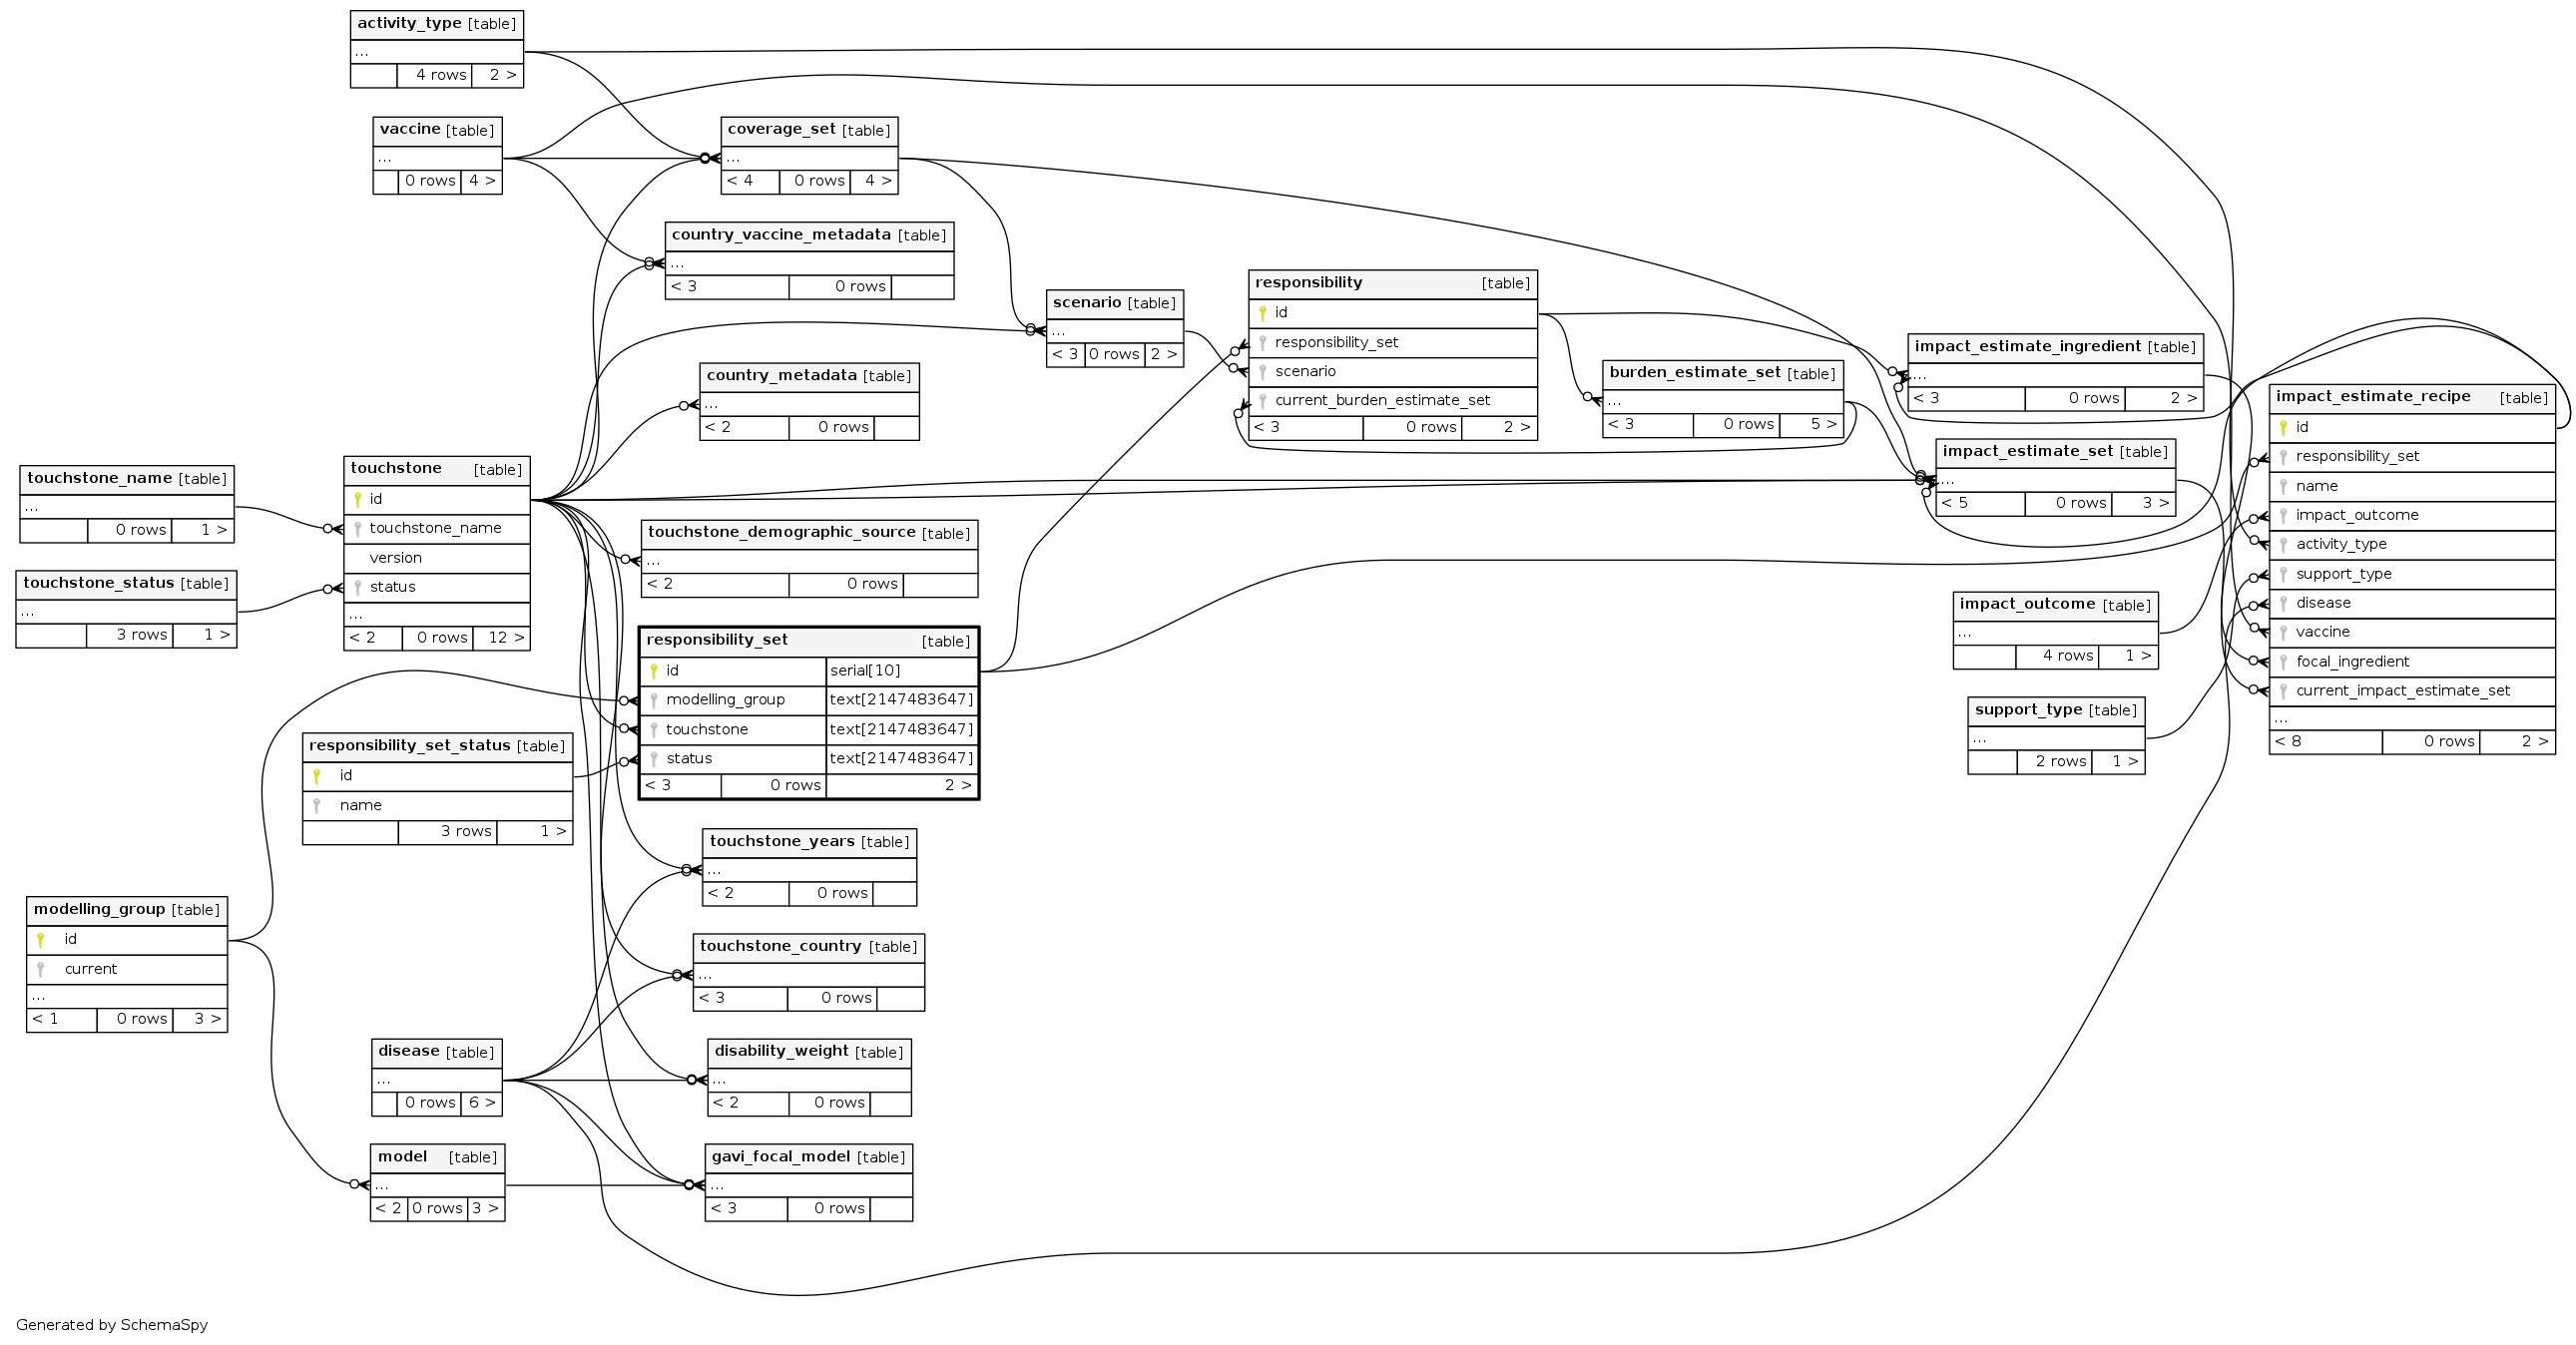 activity_type [table]
...
4 rows 2 >
vaccine [table]
...
0 rows 4 >
coverage_set [table]
...
< 4 0 rows 4 >
country_vaccine_metadata [table]
...
< 3 0 rows
scenario [table]
...
< 3 0 rows 2 >
responsibility [table]
id
responsibility_set
scenario
current_burden_estimate_set
< 3 0 rows 2 >
country_metadata [table]
...
< 2 0 rows
burden_estimate_set [table]
...
< 3 0 rows 5 >
impact_estimate_ingredient [table]
...
< 3 0 rows 2 >
impact_estimate_set [table]
...
< 5 0 rows 3 >
impact_estimate_recipe [table]
id
responsibility_set
name
impact_outcome
activity_type
support_type
disease
vaccine
focal_ingredient
current_impact_estimate_set
...
< 8 0 rows 2 >
touchstone_name [table]
...
0 rows 1 >
touchstone_status [table]
...
3 rows 1 >
touchstone [table]
id
touchstone_name
version
status
...
< 2 0 rows 12 >
touchstone_demographic_source [table]
...
< 2 0 rows
responsibility_set [table]
id serial[10]
modelling_group text[2147483647]
touchstone text[2147483647]
status text[2147483647]
< 3 0 rows 2 >
impact_outcome [table]
...
4 rows 1 >
support_type [table]
...
2 rows 1 >
responsibility_set_status [table]
id
name
3 rows 1 >
touchstone_years [table]
...
< 2 0 rows
modelling_group [table]
id
current
...
< 1 0 rows 3 >
touchstone_country [table]
...
< 3 0 rows
disease [table]
...
0 rows 6 >
disability_weight [table]
...
< 2 0 rows
model [table]
...
< 2 0 rows 3 >
gavi_focal_model [table]
...
< 3 0 rows
Generated by SchemaSpy